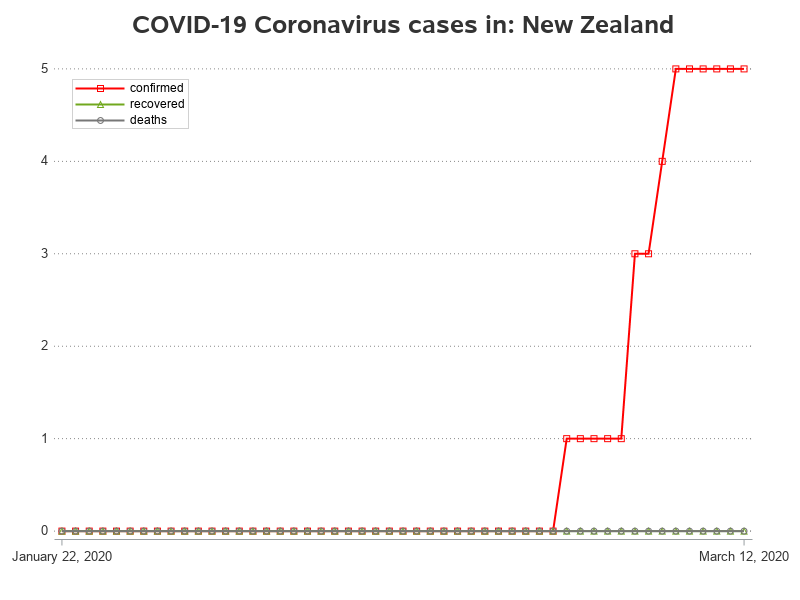 COVID-19 Coronavirus cases in: New Zealand
5
confirmed
recovered
deaths
4
3
2
1
0
January 22, 2020
March 12, 2020